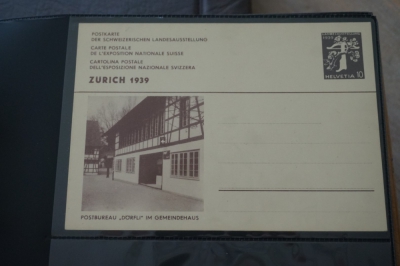 POSTKARTE
DER SCHWEIZERISCHEN LANDESAUSSTELLUNG
CARTE POSTALE
DE L'EXPOSITION NATIONALE SUISSE
CARTOLINA POSTALE
DELL'ESPOSIZIONE NAZIONALE SVIZZERA
ZURICH 1939
HELVETIA 10
POSTBUREAU „DÖRFLI" IM GEMEINDEHAUS